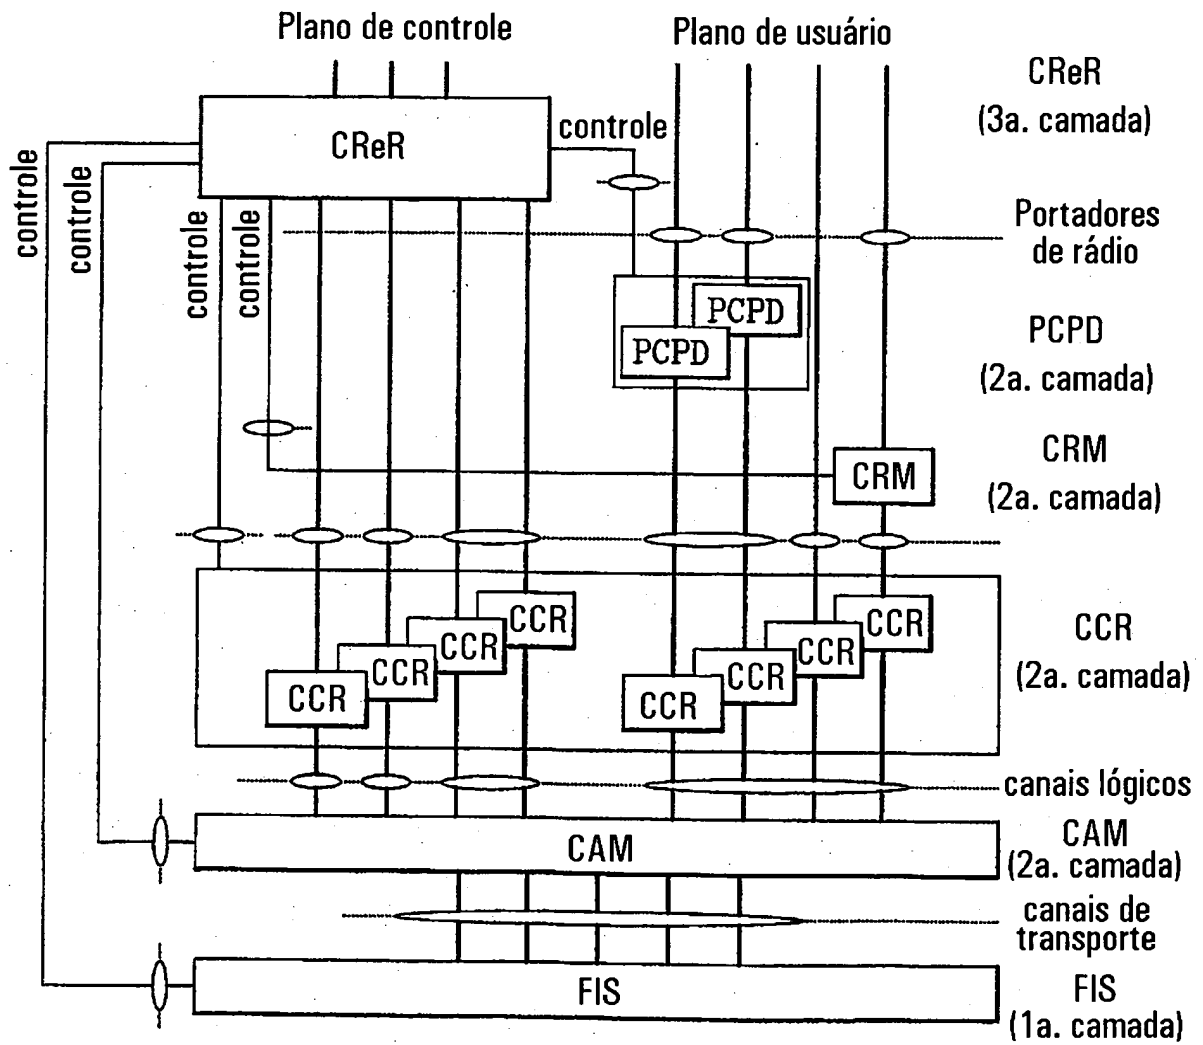 Plano de controle
Plano de usuário
CReR
(3a. camada)
CReR
controle
controle
controle
controle
controle
Portadores
de rádio
PCPD
PCPD
PCPD
(2a. camada)
CRM
(2a. camada)
CRM
CCR
CCR
CCR
CCR
CCR
CCR
CCR
CCR
CCR
(2a. camada)
canais lógicos
CAM
CAM
(2a. camada)
canais de
transporte
FIS
FIS
(1a. camada)